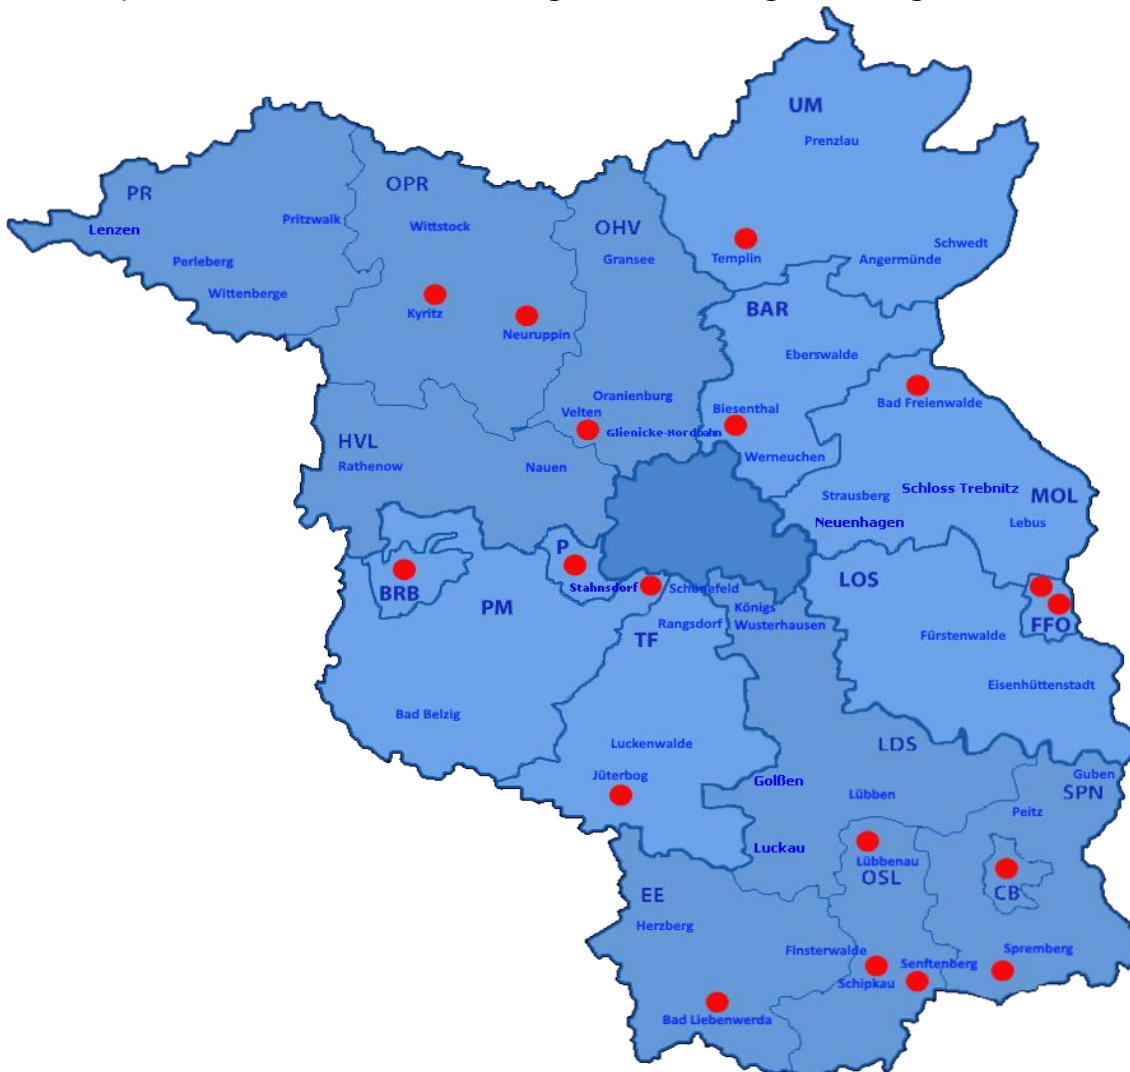 UM
Prenzlau
PR
OPR
Pritzwalk
Wittstock
OHV
Lenzen
Gransee
Schwedt
Perleberg
Templin
Angermünde
Wittenberge
Kyritz
BAR
Neuruppin
Eberswalde
Oranienburg
Bad Freienwalde
Velten
Biesenthal
Glienicke-Nordbahn
HVL
Rathenow
Nauen
Werneuchen
Schloss Trebnitz
Strausberg
MOL
Neuenhagen
Lebus
P
BRB
Stahnsdorf
Schönefeld
LOS
PM
Königs
Wusterhausen
Rangsdorf
TF
FFO
Fürstenwalde
Eisenhüttenstadt
Bad Belzig
Luckenwalde
LDS
Jüterbog
Golßen
Guben
Lübben
SPN
Peitz
Luckau
Lübbenau
OSL
EE
CB
Herzberg
Finsterwalde
Spremberg
Senftenberg
Schipkau
Bad Liebenwerda